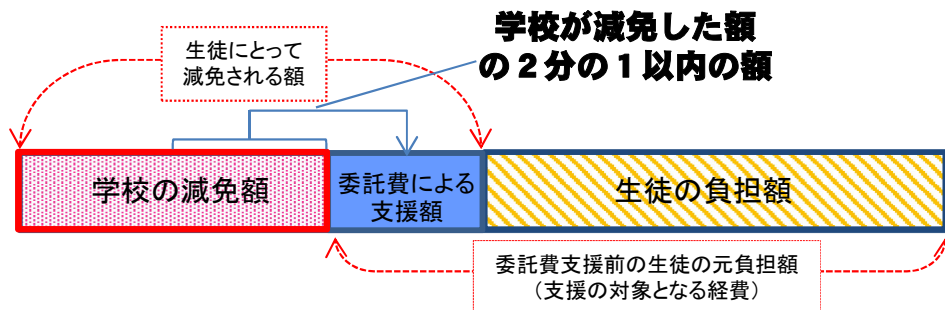 学校が減免した額
の２分の１以内の額
生徒にとって
減免される額
学校の減免額
委託費による
支援額
生徒の負担額
委託費支援前の生徒の元負担額
（支援の対象となる経費）